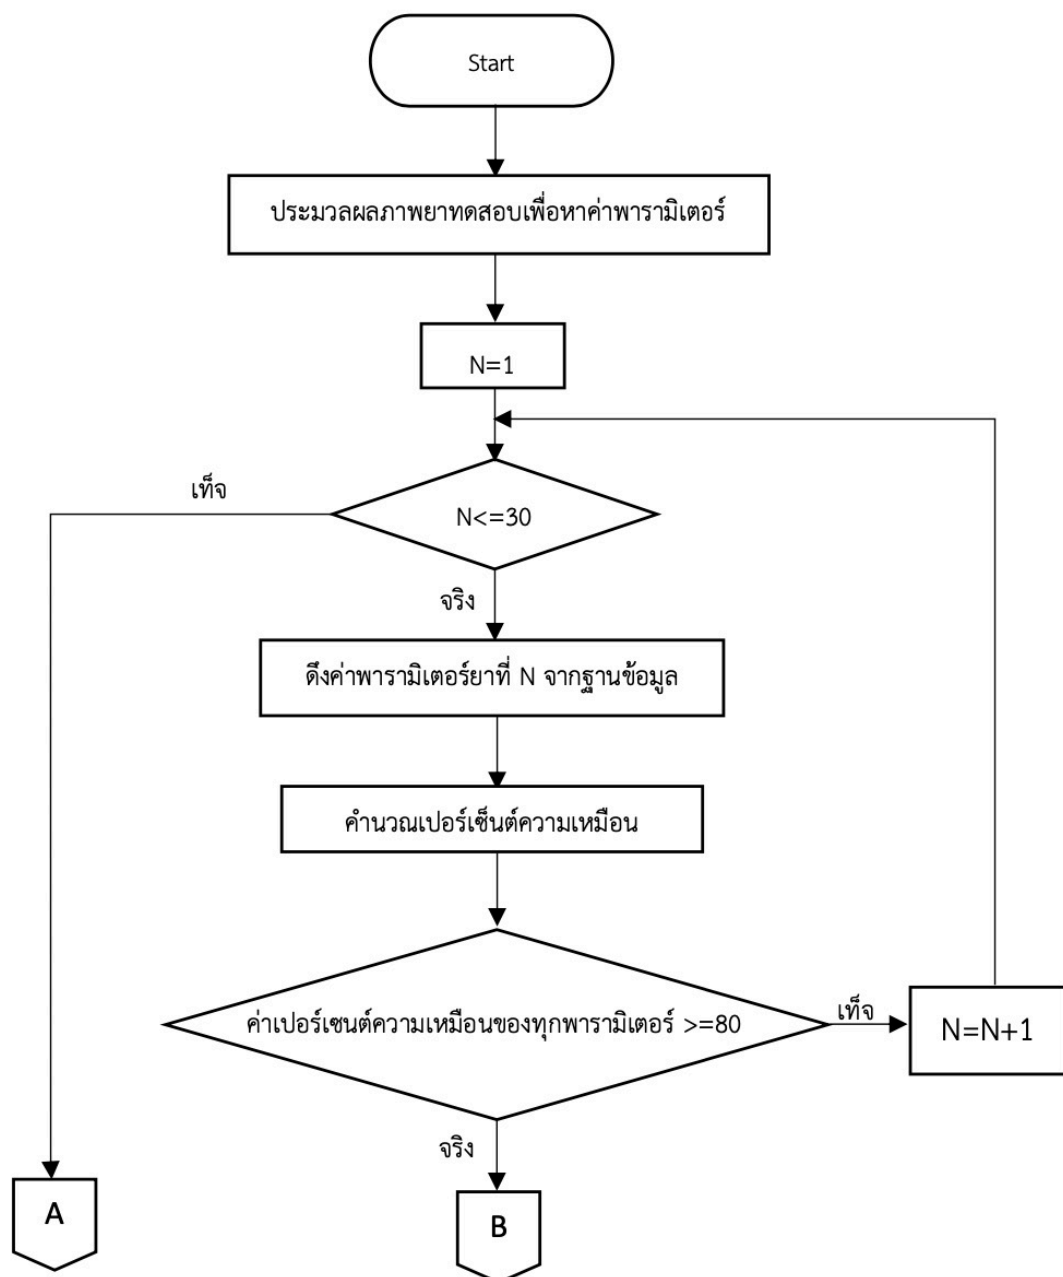 Start
ประมวลผลภาพยาทดสอบเพื่อหาค่าพารามิเตอร์
N=1
เท็จ
N<=30
จริง
ดึงค่าพารามิเตอร์ยาที่ N จากฐานข้อมูล
คำนวณเปอร์เซ็นต์ความเหมือน
ค่าเปอร์เซนต์ความเหมือนของทุกพารามิเตอร์ >=80
เท็จ
N=N+1
จริง
A
B